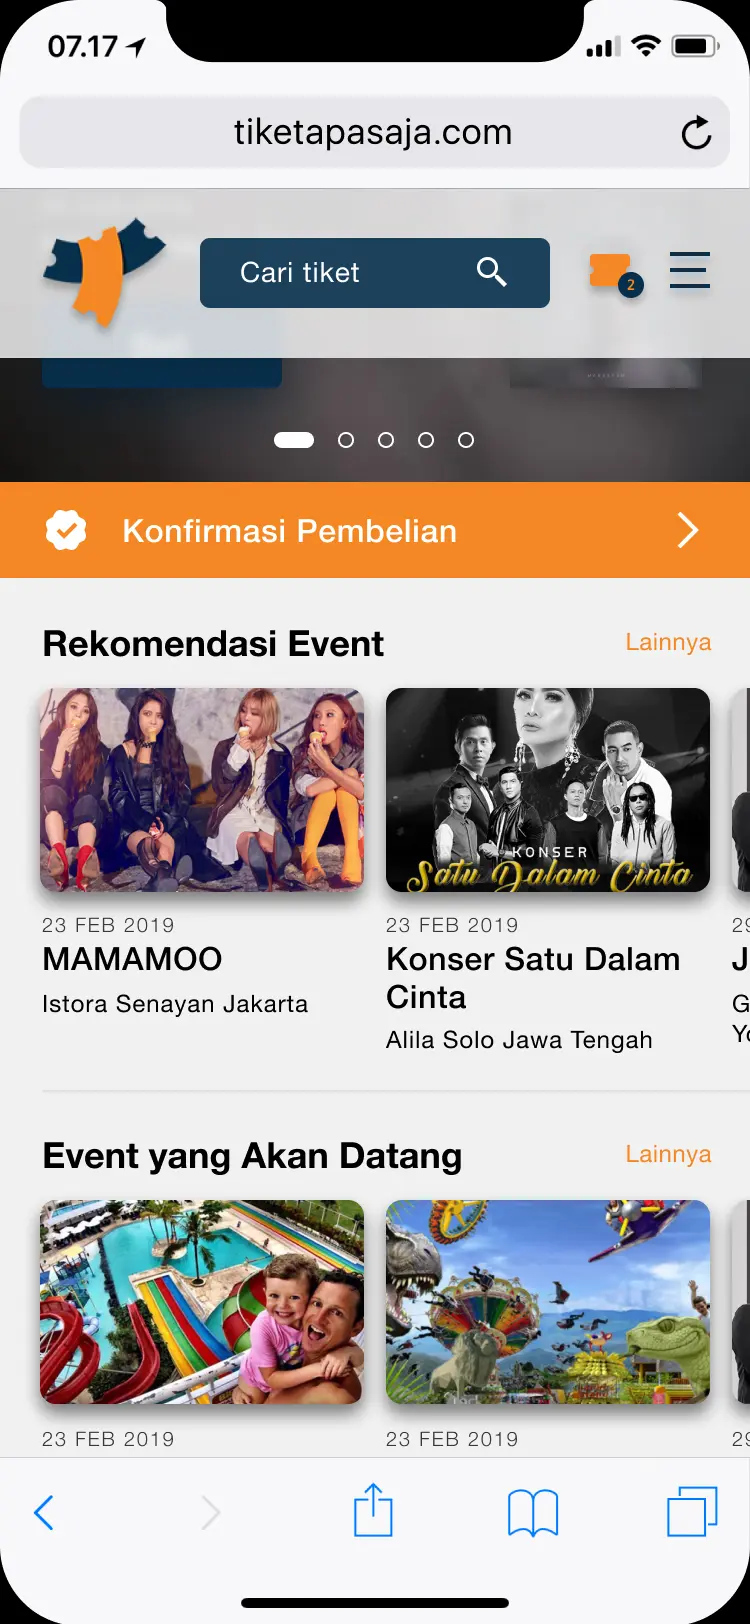 07.17
tiketapasaja.com
Cari tiket
2
Konfirmasi Pembelian
Rekomendasi Event
Lainnya
KONSER
Satu Dalam Cinta
23 FEB 2019
MAMAMOO
Istora Senayan Jakarta
23 FEB 2019
Konser Satu Dalam
Cinta
Alila Solo Jawa Tengah
29
J
G
Yo
Event yang Akan Datang
Lainnya
23 FEB 2019
23 FEB 2019
29